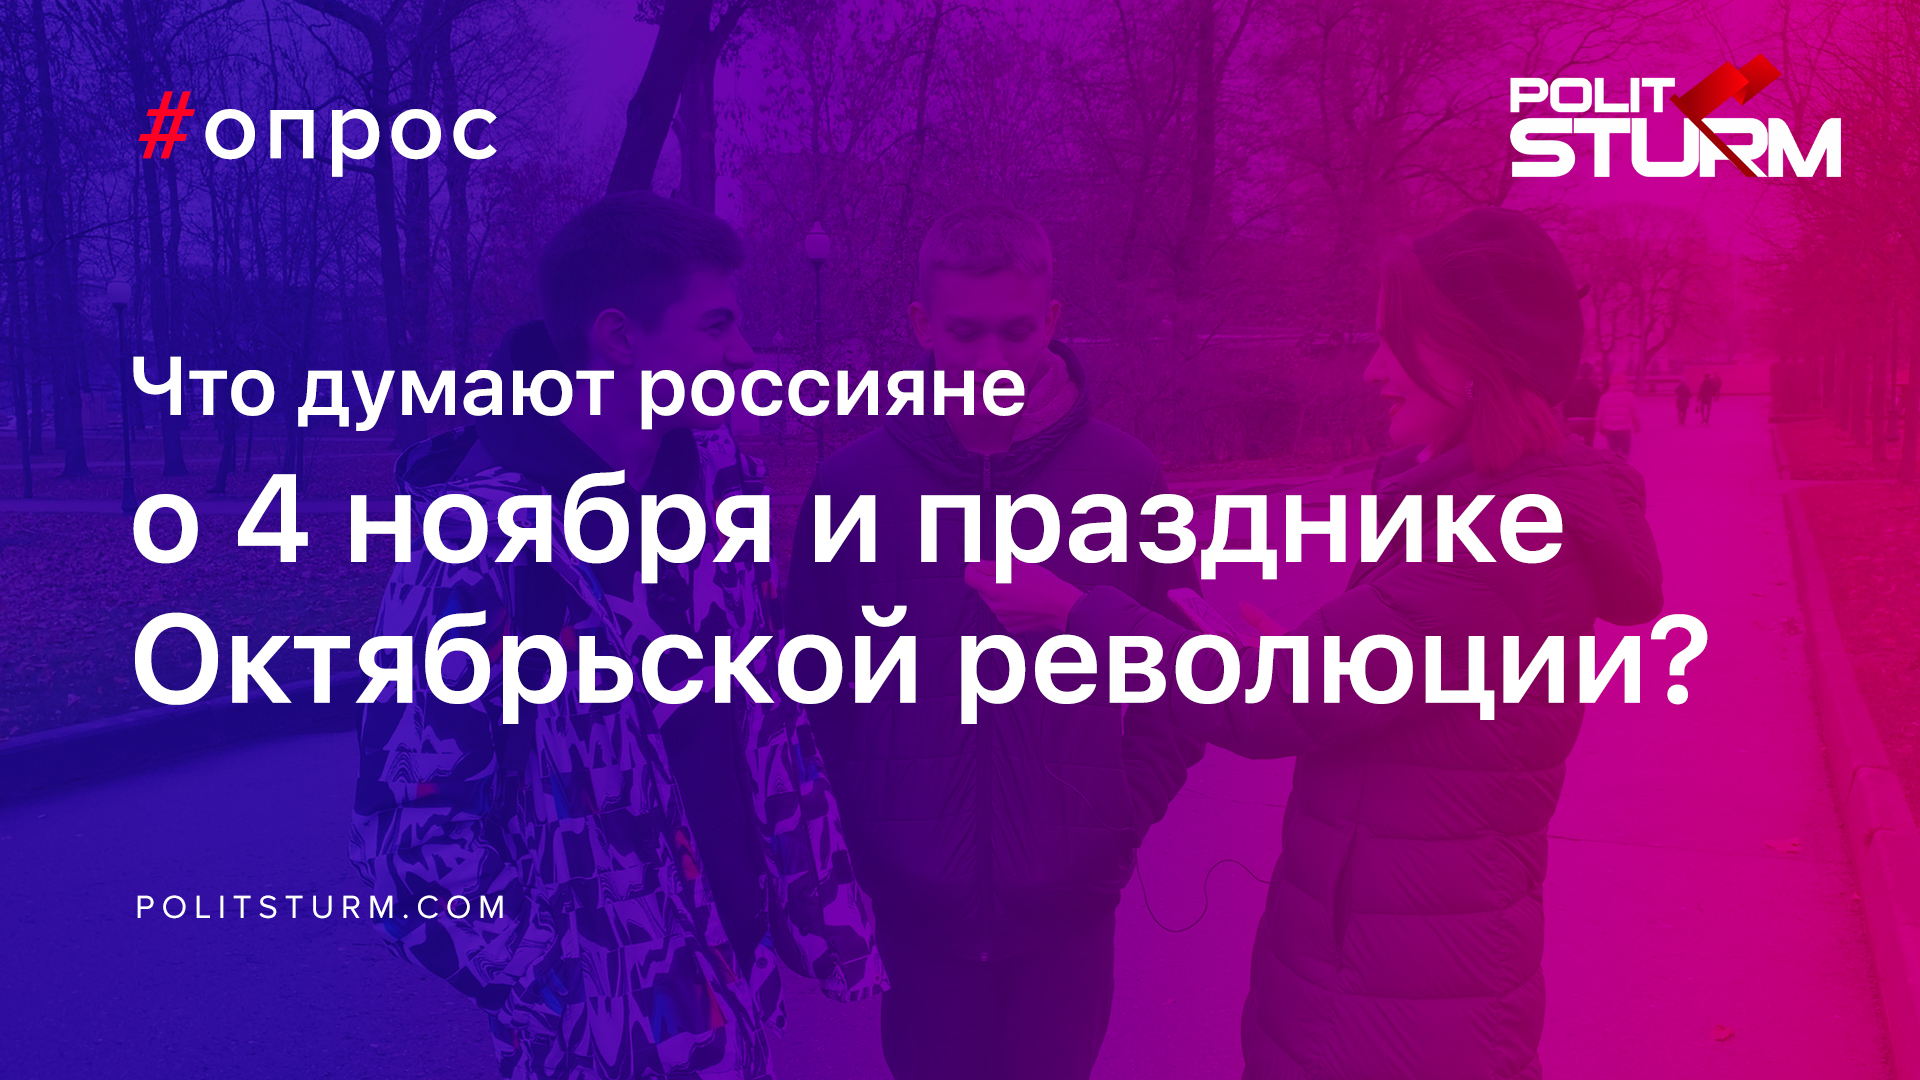 #опрос
POLIT
STURM
Что думают россияне
о 4 ноября и празднике
Октябрьской революции?
POLITSTURM.COM